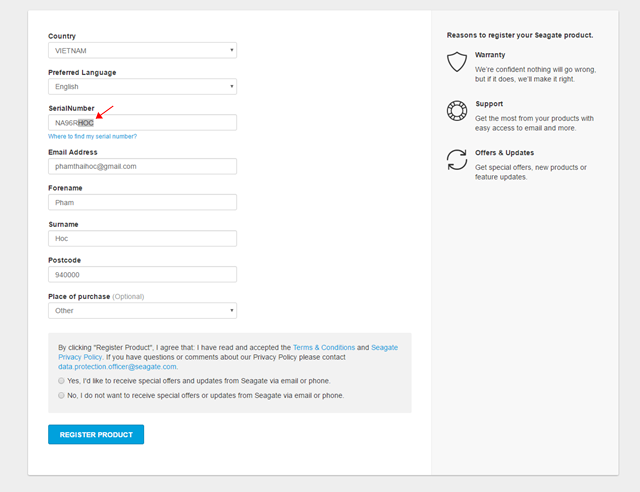 Country
VIETNAM
Preferred Language
English
SerialNumber
NA96RHOC
Where to find my serial number?
Email Address
phamthaihoc@gmail.com
Forename
Pham
Surname
Hoc
Postcode
940000
Place of purchase (Optional)
Other
By clicking "Register Product", I agree that: I have read and accepted the Terms & Conditions and Seagate
Privacy Policy. If you have questions or comments about our Privacy Policy please contact
data.protection.officer@seagate.com.
Yes, I'd like to receive special offers and updates from Seagate via email or phone.
No, I do not want to receive special offers or updates from Seagate via email or phone.
REGISTER PRODUCT
Reasons to register your Seagate product.
Warranty
We're confident nothing will go wrong,
but if it does, we'll make it right.
Support
Get the most from your products with
easy access to email and more.
Offers & Updates
Get special offers, new products or
feature updates.